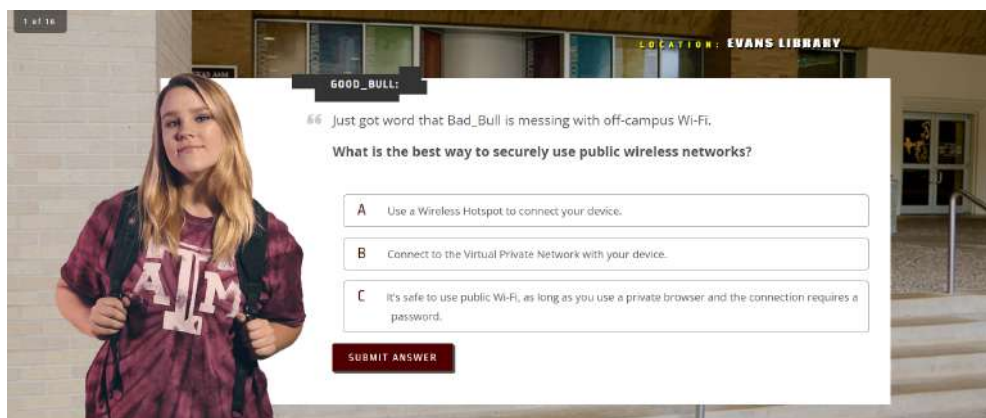 1 of 16
LOCATION: EVANS LIBRARY
GOOD_BULL:
“ Just got word that Bad_Bull is messing with off-campus Wi-Fi.
What is the best way to securely use public wireless networks?
A Use a Wireless Hotspot to connect your device.
B Connect to the Virtual Private Network with your device.
C It's safe to use public Wi-Fi, as long as you use a private browser and the connection requires a
password.
ATM
SUBMIT ANSWER